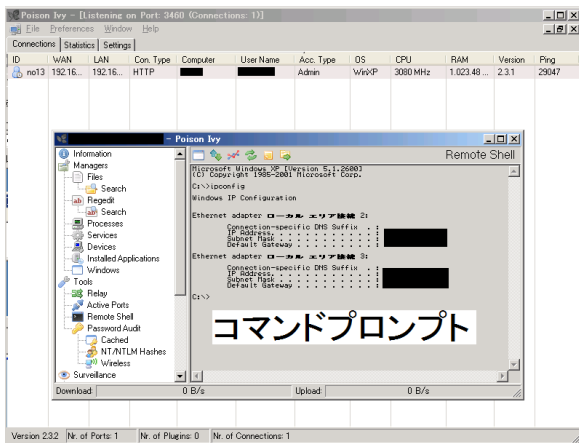 Poison Ivy - [Listening on Port: 3460 (Connections: 1)]
File Preferences Window Help
Connections Statistics Settings
ID WAN LAN Con. Type Computer User Name Acc. Type OS CPU RAM Version Ping
no13 192.16... 192.16... HTTP Admin WinXP 3080 MHz 1.023.48 ... 2.3.1 29047
- Poison Ivy
Information
Managers
Files
Search
Regedit
Search
Processes
Services
Devices
Installed Applications
Windows
Tools
Relay
Active Ports
Remote Shell
Password Audit
Cached
NT/NTLM Hashes
Wireless
Surveillance
Remote Shell
Microsoft Windows XP [Version 5.1.2600]
(C) Copyright 1985-2001 Microsoft Corp.
C:\>ipconfig
Windows IP Configuration
Ethernet adapter ローカル エリア接続 2:
Connection-specific DNS Suffix . :
IP Address. . . . . . . . . . . . :
Subnet Mask . . . . . . . . . . . :
Default Gateway . . . . . . . . . :
Ethernet adapter ローカル エリア接続 3:
Connection-specific DNS Suffix . :
IP Address. . . . . . . . . . . . :
Subnet Mask . . . . . . . . . . . :
Default Gateway . . . . . . . . . :
C:\>
コマンドプロンプト
Download: 0 B/s Upload: 0 B/s
Version 2.3.2 Nr. of Ports: 1 Nr. of Plugins: 0 Nr. of Connections: 1